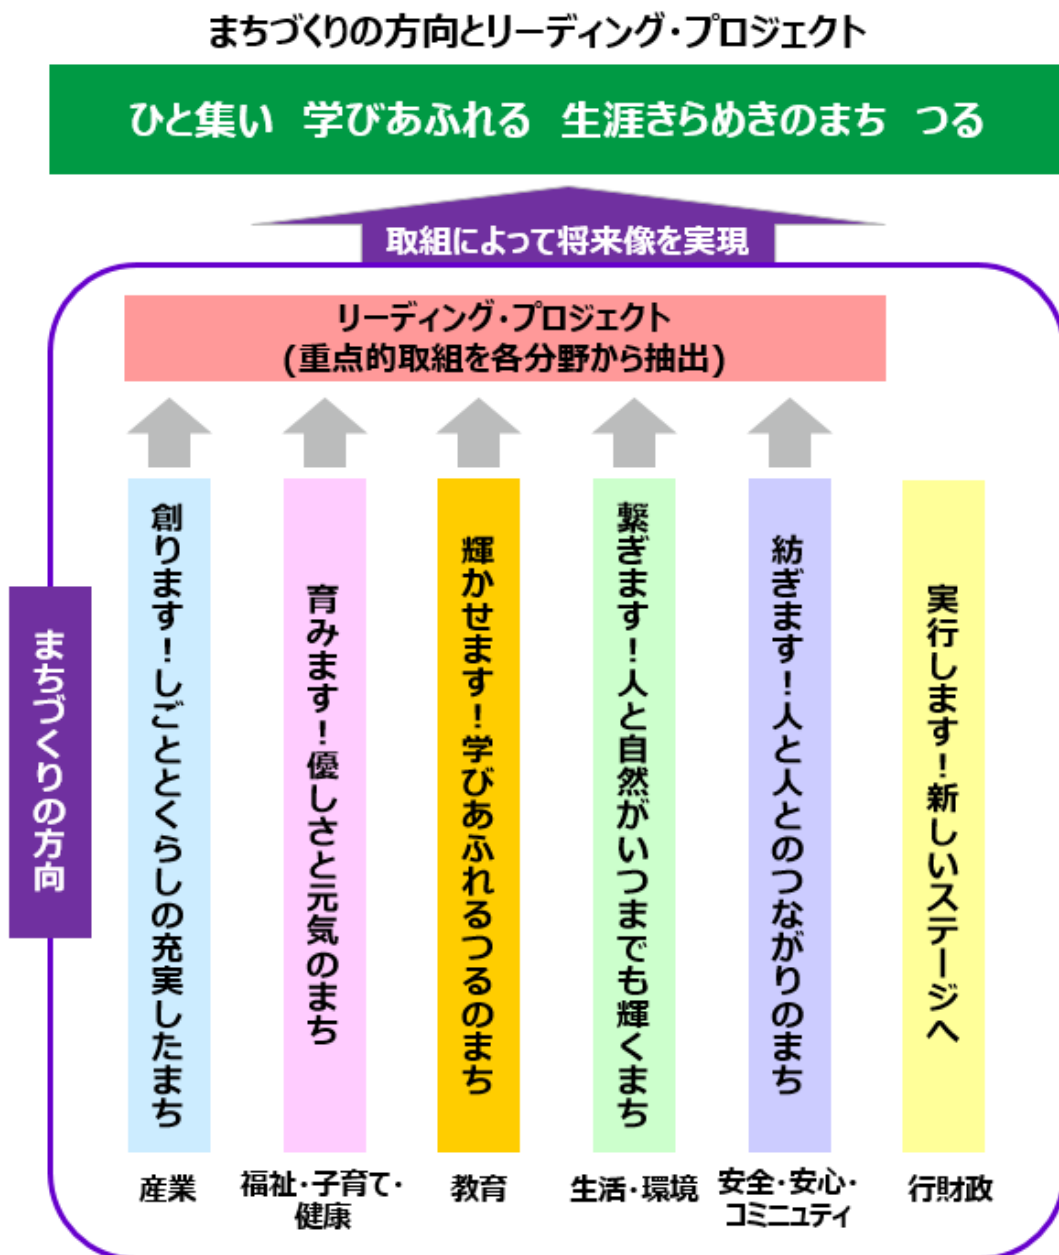 まちづくりの方向とリーディング・プロジェクト
ひと集い 学びあふれる 生涯きらめきのまち つる
取組によって将来像を実現
リーディング・プロジェクト
(重点的取組を各分野から抽出)
まちづくりの方向
創ります!しごととくらしの充実したまち
育みます!優しさと元気のまち
輝かせます!学びあふれるつるのまち
繋ぎます!人と自然がいつまでも輝くまち
紡ぎます!人と人とのつながりのまち
実行します!新しいステージへ
産業
福祉・子育て・
健康
教育
生活・環境
安全・安心・
コミニュティ
行財政